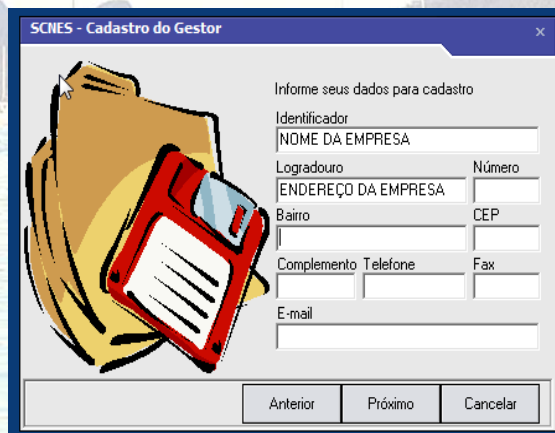 SCNES - Cadastro do Gestor x
Informe seus dados para cadastro
Identificador
NOME DA EMPRESA
Logradouro Número
ENDEREÇO DA EMPRESA
Bairro CEP
Complemento Telefone Fax
E-mail
Anterior Próximo Cancelar